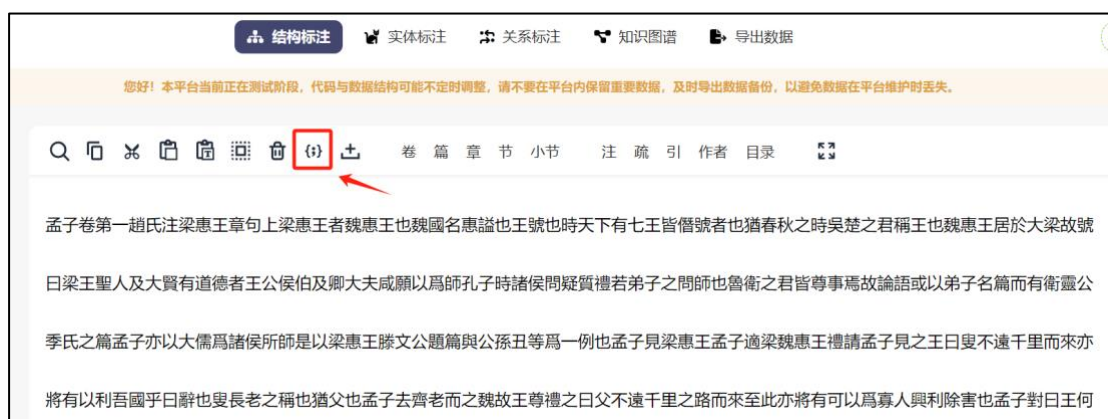 结构标注 实体标注 关系标注 知识图谱 导出数据
您好！本平台当前正在测试阶段，代码与数据结构可能不定时调整，请不要在平台内保留重要数据，及时导出数据备份，以避免数据在平台维护时丢失。
卷 篇 章 节 小节 注 疏 引 作者 目录
孟子卷第一趙氏注梁惠王章句上梁惠王者魏惠王也魏國名惠謚也王號也時天下有七王皆僭號者也猶春秋之時吳楚之君稱王也魏惠王居於大梁故號
曰梁王聖人及大賢有道德者王公侯伯及卿大夫咸願以爲師孔子時諸侯問疑質禮若弟子之問師也魯衛之君皆尊事焉故論語或以弟子名篇而有衛靈公
季氏之篇孟子亦以大儒爲諸侯所師是以梁惠王滕文公題篇與公孫丑等爲一例也孟子見梁惠王孟子適梁魏惠王禮請孟子見之王曰叟不遠千里而來亦
將有以利吾國乎曰辭也叟長老之稱也猶父也孟子去齊老而之魏故王尊禮之曰父不遠千里之路而來至此亦將有可以爲寡人興利除害也孟子對曰王何